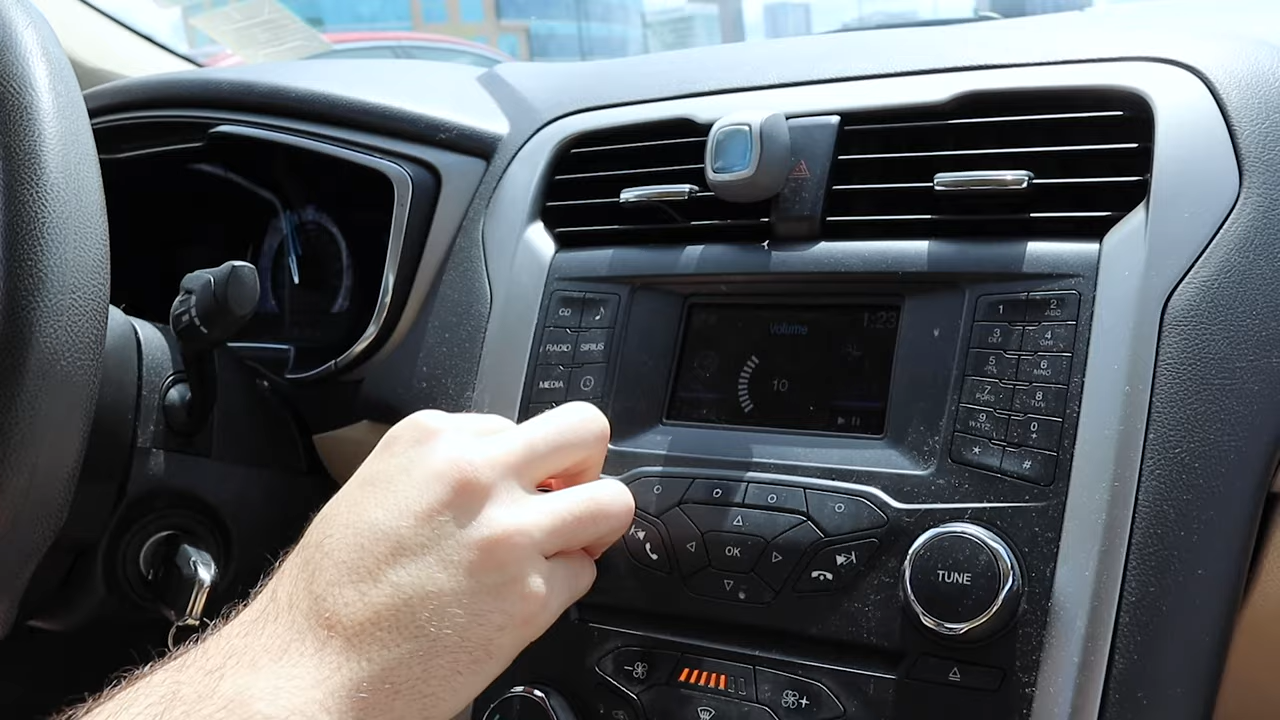 Volume
1:23
10
CD
RADIO
SIRIUS
MEDIA
1
2
ABC
3
DEF
4
GHI
5
JKL
6
MNO
7
PQRS
8
TUV
9
WXYZ
0
+
*
#
OK
TUNE